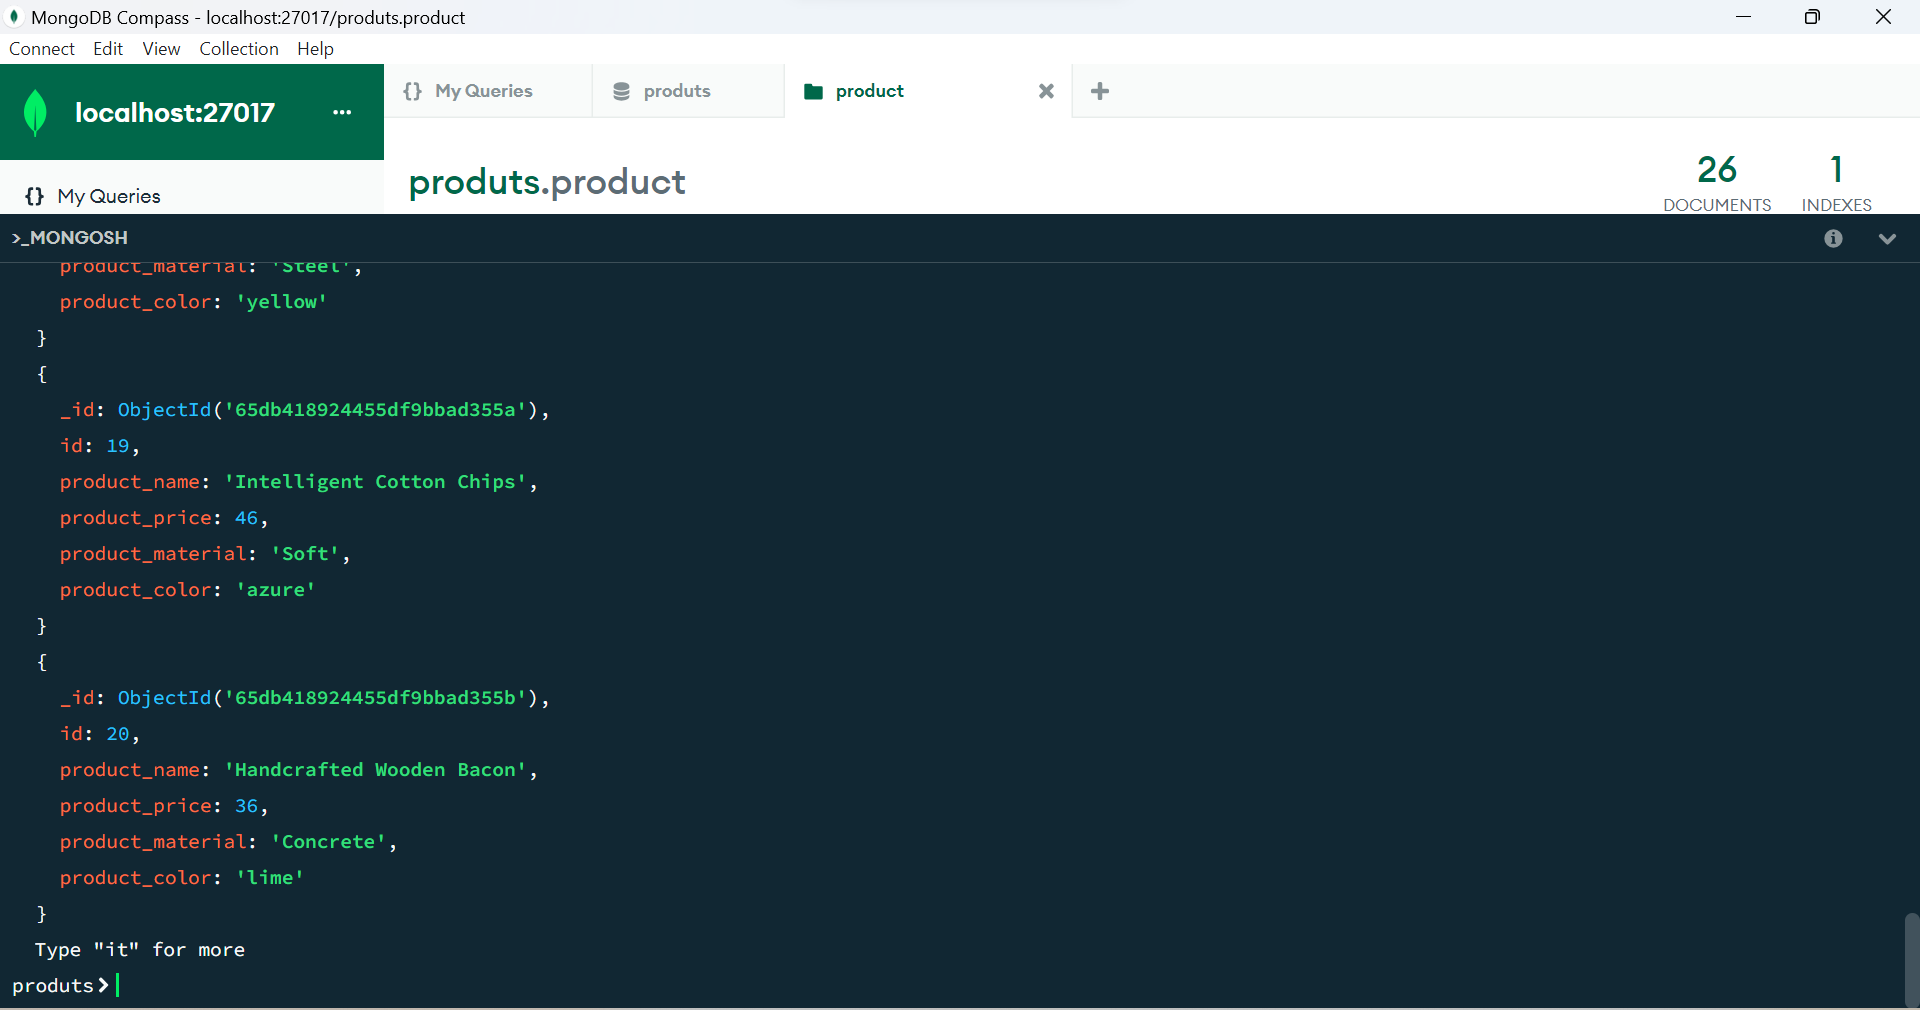 MongoDB Compass - localhost:27017/produts.product
Connect Edit View Collection Help
localhost:27017 ...
{} My Queries
produts
product
{} My Queries
produts.product
26 DOCUMENTS
1 INDEXES
>_MONGOSH
product_material: 'Steel',
product_color: 'yellow'
}
{
_id: ObjectId('65db418924455df9bbad355a'),
id: 19,
product_name: 'Intelligent Cotton Chips',
product_price: 46,
product_material: 'Soft',
product_color: 'azure'
}
{
_id: ObjectId('65db418924455df9bbad355b'),
id: 20,
product_name: 'Handcrafted Wooden Bacon',
product_price: 36,
product_material: 'Concrete',
product_color: 'lime'
}
Type "it" for more
produts>